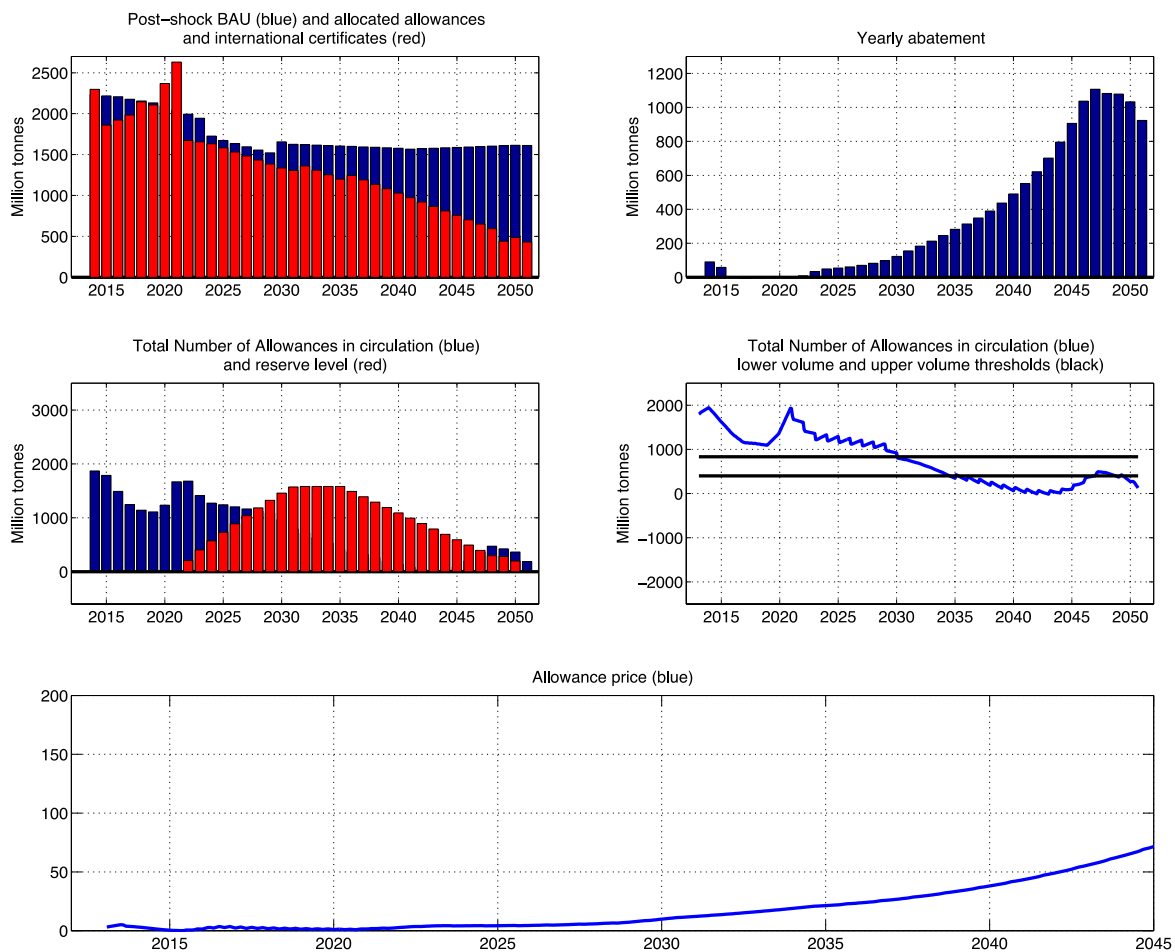 Post-shock BAU (blue) and allocated allowances
and international certificates (red)
Million tonnes
2500
2000
1500
1000
500
0
2015 2020 2025 2030 2035 2040 2045 2050
Yearly abatement
Million tonnes
1200
1000
800
600
400
200
0
2015 2020 2025 2030 2035 2040 2045 2050
Total Number of Allowances in circulation (blue)
and reserve level (red)
Million tonnes
3000
2000
1000
0
2015 2020 2025 2030 2035 2040 2045 2050
Total Number of Allowances in circulation (blue)
lower volume and upper volume thresholds (black)
Million tonnes
2000
1000
0
-1000
-2000
2015 2020 2025 2030 2035 2040 2045 2050
Allowance price (blue)
200
150
100
50
0
2015 2020 2025 2030 2035 2040 2045